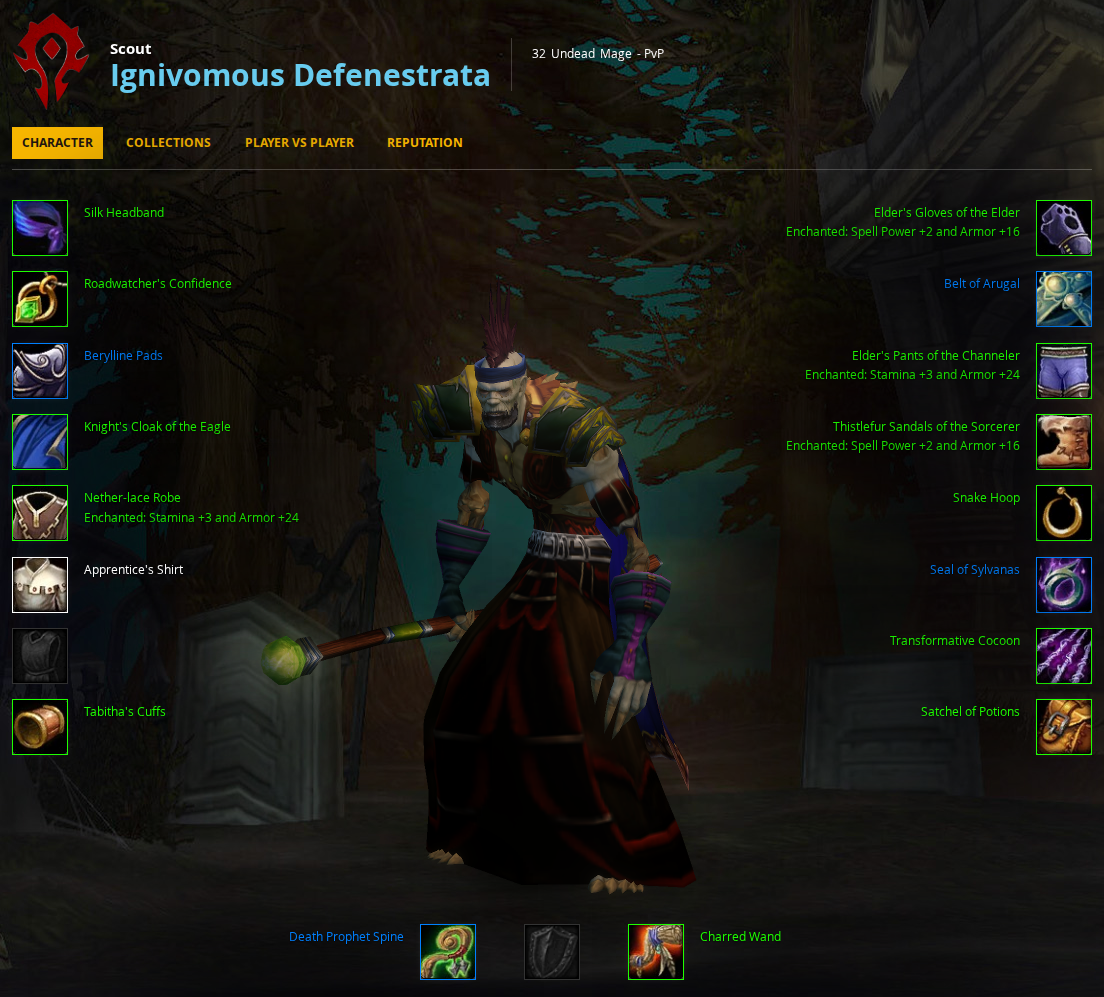 Scout
Ignivomous Defenestrata
32 Undead Mage - PvP
CHARACTER
COLLECTIONS
PLAYER VS PLAYER
REPUTATION
Silk Headband
Roadwatcher's Confidence
Berylline Pads
Knight's Cloak of the Eagle
Nether-lace Robe
Enchanted: Stamina +3 and Armor +24
Apprentice's Shirt
Tabitha's Cuffs
Elder's Gloves of the Elder
Enchanted: Spell Power +2 and Armor +16
Belt of Arugal
Elder's Pants of the Channeler
Enchanted: Stamina +3 and Armor +24
Thistlefur Sandals of the Sorcerer
Enchanted: Spell Power +2 and Armor +16
Snake Hoop
Seal of Sylvanas
Transformative Cocoon
Satchel of Potions
Death Prophet Spine
Charred Wand